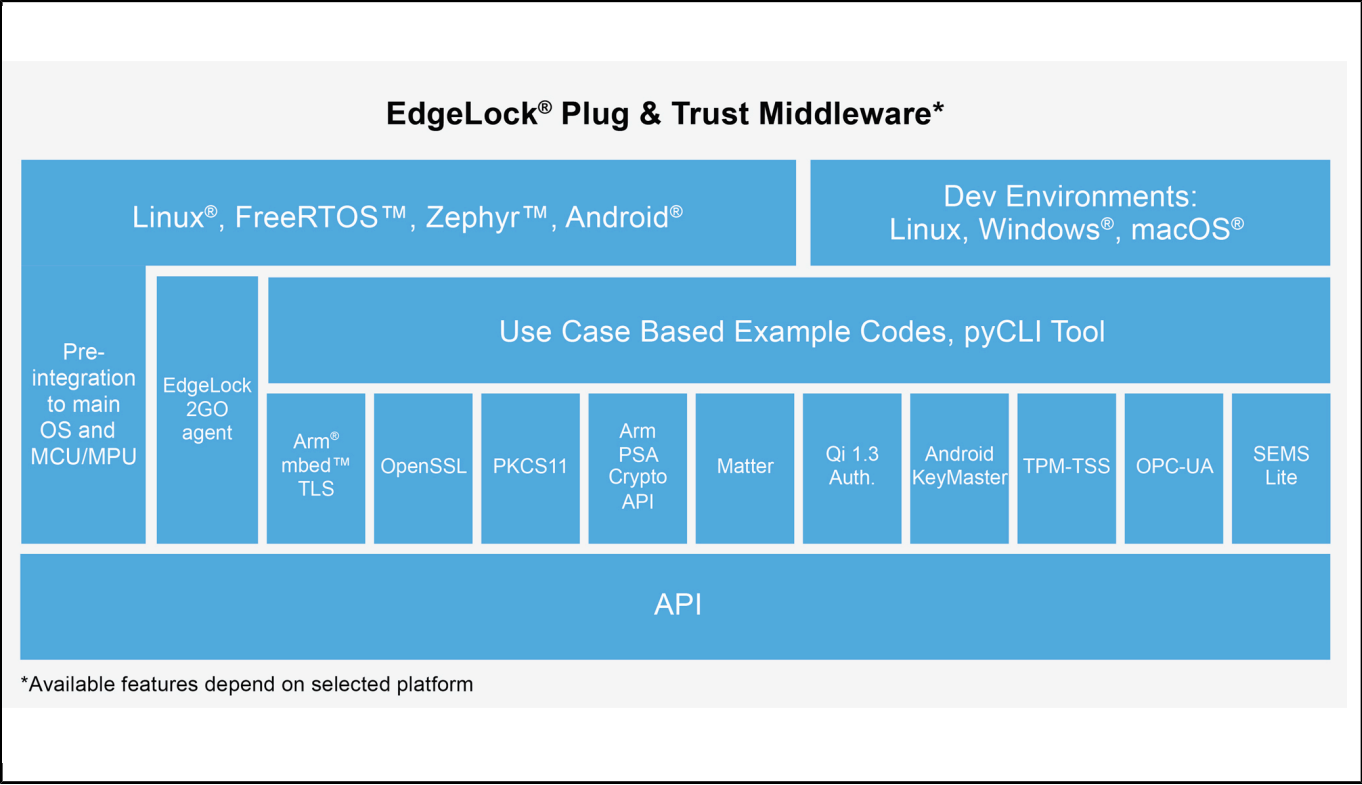 EdgeLock® Plug & Trust Middleware*
Linux®, FreeRTOS™, Zephyr™, Android®
Dev Environments:
Linux, Windows®, macOS®
Pre-
integration
to main
OS and
MCU/MPU
EdgeLock
2GO
agent
Use Case Based Example Codes, pyCLI Tool
Arm®
mbed™
TLS
OpenSSL
PKCS11
Arm
PSA
Crypto
API
Matter
Qi 1.3
Auth.
Android
KeyMaster
TPM-TSS
OPC-UA
SEMS
Lite
API
*Available features depend on selected platform